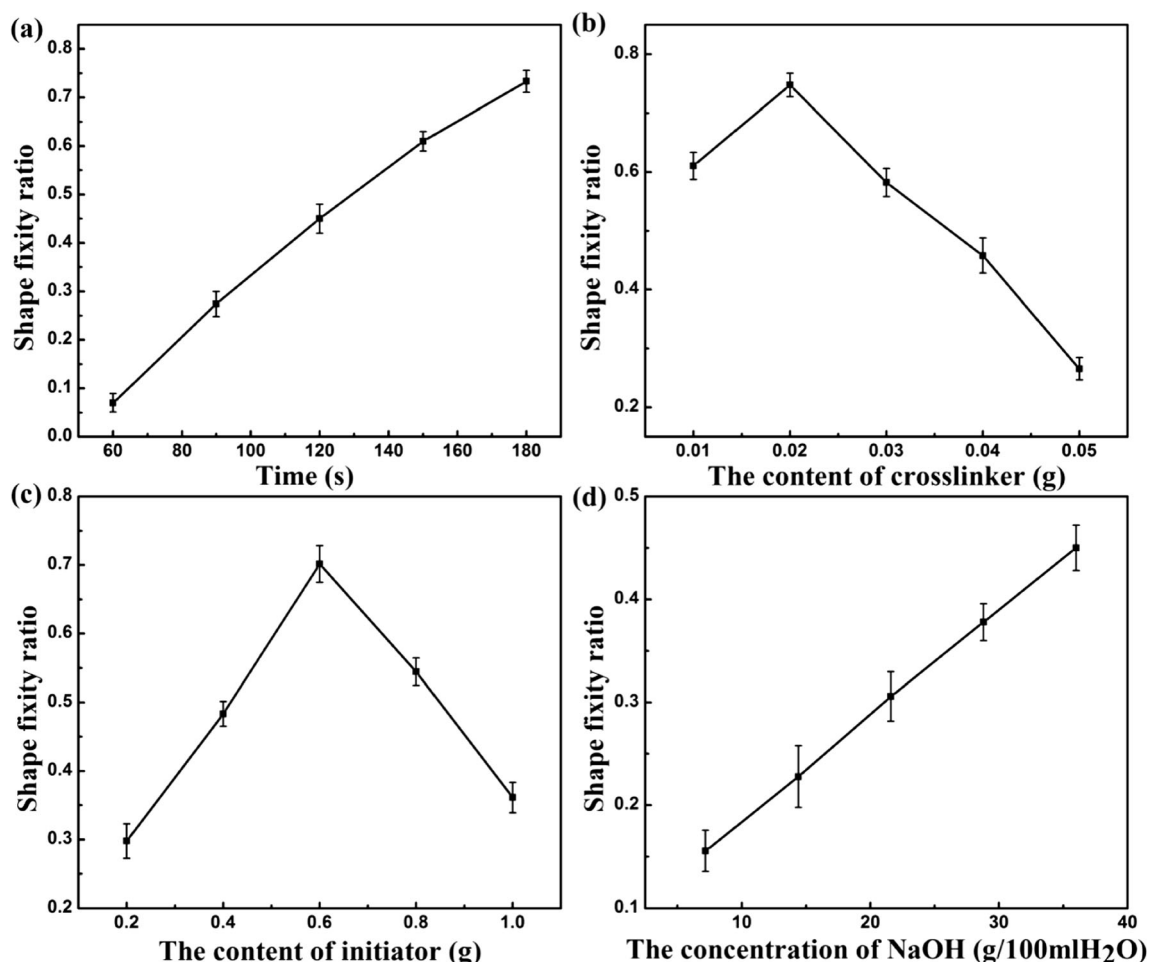 (a)
0.8
0.7
0.6
0.5
0.4
0.3
0.2
0.1
0.0
Shape fixity ratio
60 80 100 120 140 160 180
Time (s)
(b)
0.8
0.6
0.4
0.2
Shape fixity ratio
0.01 0.02 0.03 0.04 0.05
The content of crosslinker (g)
(c)
0.8
0.7
0.6
0.5
0.4
0.3
0.2
Shape fixity ratio
0.2 0.4 0.6 0.8 1.0
The content of initiator (g)
(d)
0.5
0.4
0.3
0.2
0.1
Shape fixity ratio
10 20 30 40
The concentration of NaOH (g/100mlH2O)